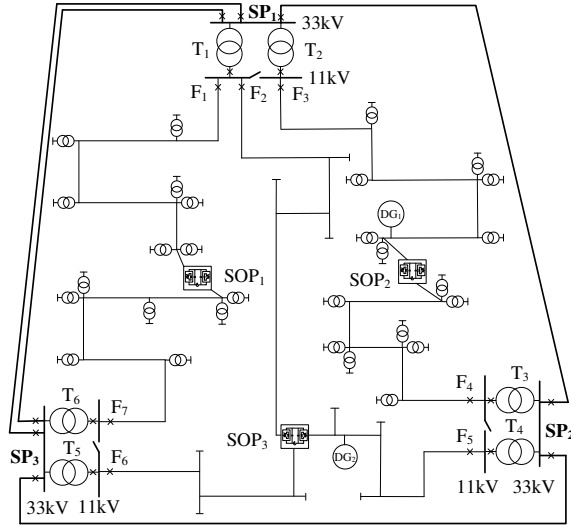 SP1
33kV
T1
T2
11kV
F1
F2
F3
DG1
SOP1
SOP2
T6
F7
F4
T3
SOP3
SP2
T4
F5
SP3
T5
F6
DG2
33kV
11kV
11kV
33kV